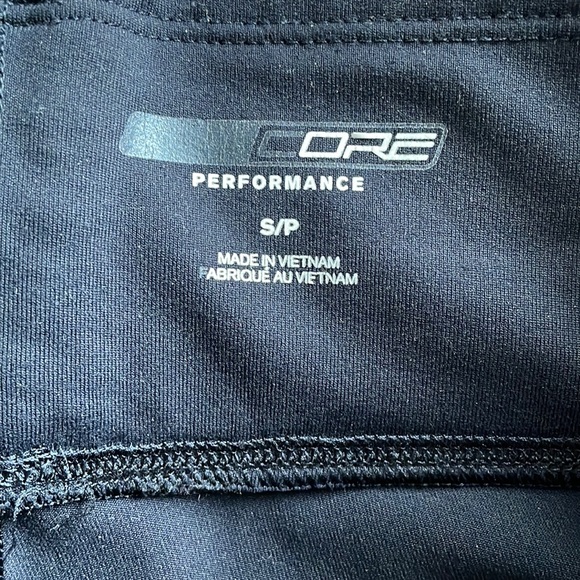 CORE
PERFORMANCE
S/P
MADE IN VIETNAM
FABRIQUÉ AU VIETNAM